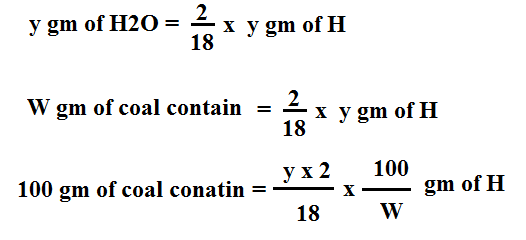 y gm of H2O = 2/18 x y gm of H
W gm of coal contain = 2/18 x y gm of H
100 gm of coal conatin = y x 2/18 x 100/W gm of H